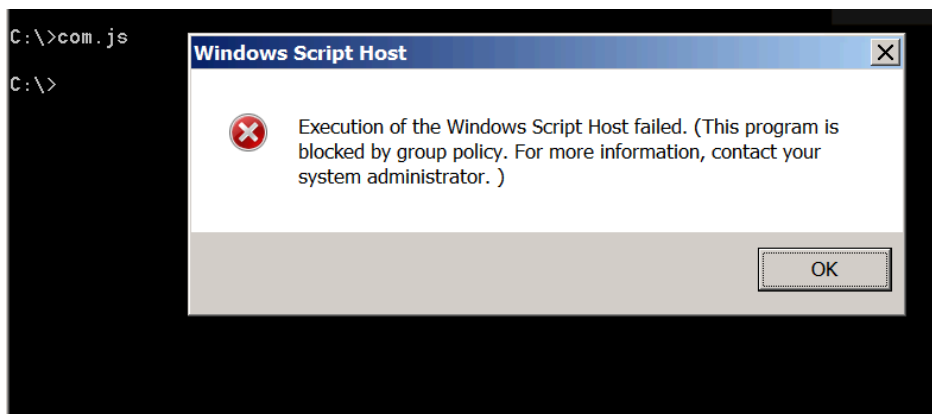 C:\>com.js
C:\>
Windows Script Host
Execution of the Windows Script Host failed. (This program is
blocked by group policy. For more information, contact your
system administrator. )
OK